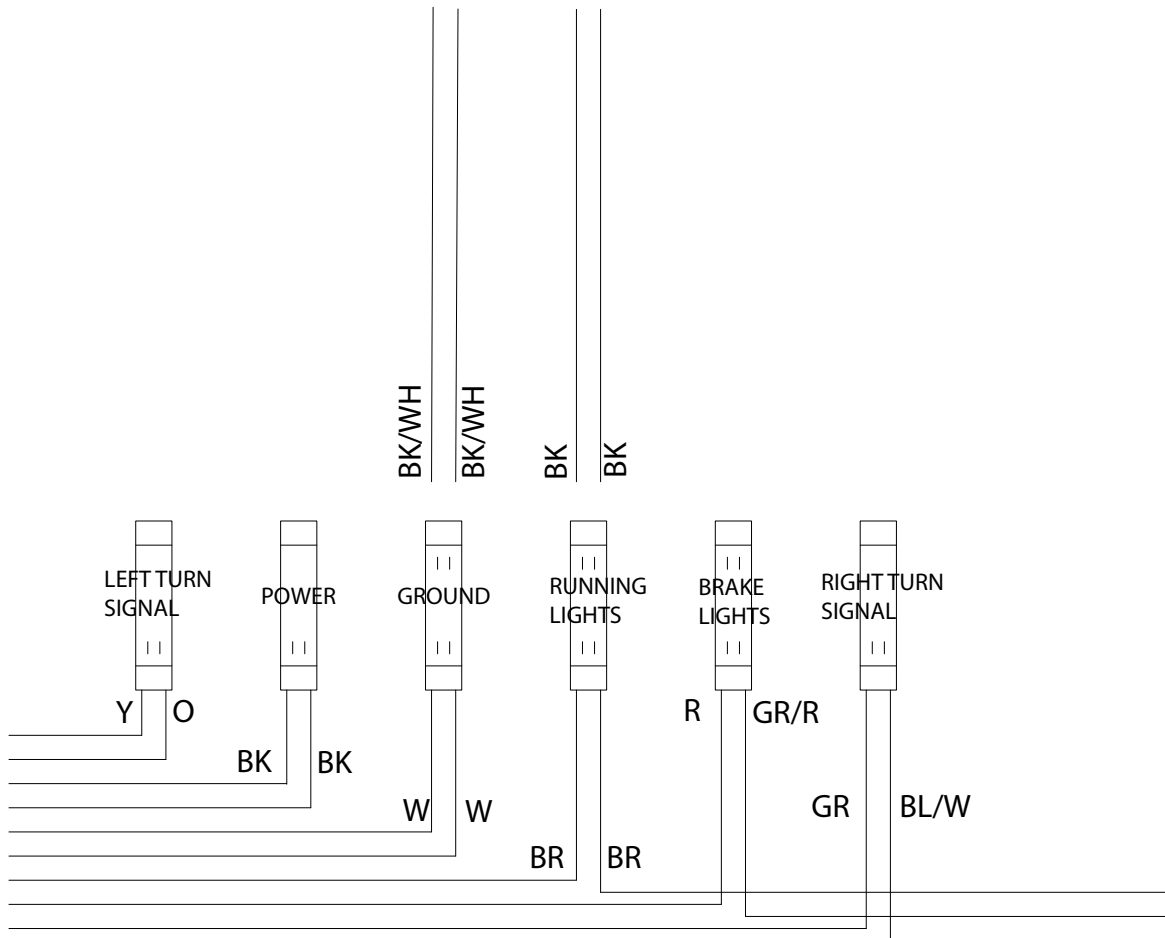 BK/WH
BK/WH
BK
BK
LEFT TURN
SIGNAL
POWER
GROUND
RUNNING
LIGHTS
BRAKE
LIGHTS
RIGHT TURN
SIGNAL
Y
O
R
GR/R
BK
BK
W
W
GR
BL/W
BR
BR